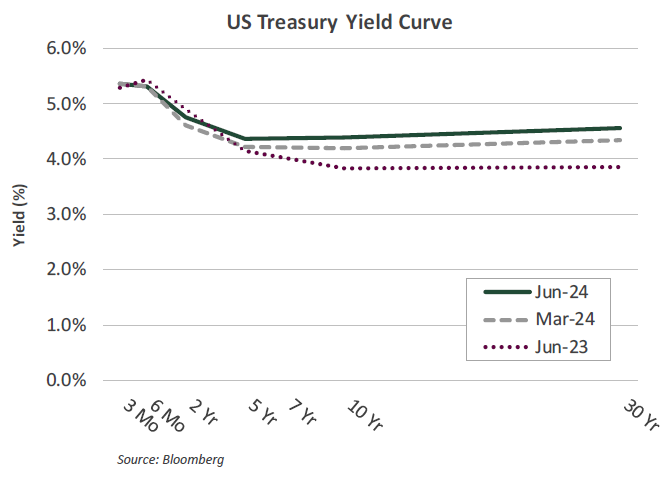 US Treasury Yield Curve
6.0%
5.0%
4.0%
3.0%
2.0%
1.0%
0.0%
Yield (%)
Jun-24
Mar-24
Jun-23
3 Mo
6 Mo
2 Yr
5 Yr
7 Yr
10 Yr
30 Yr
Source: Bloomberg